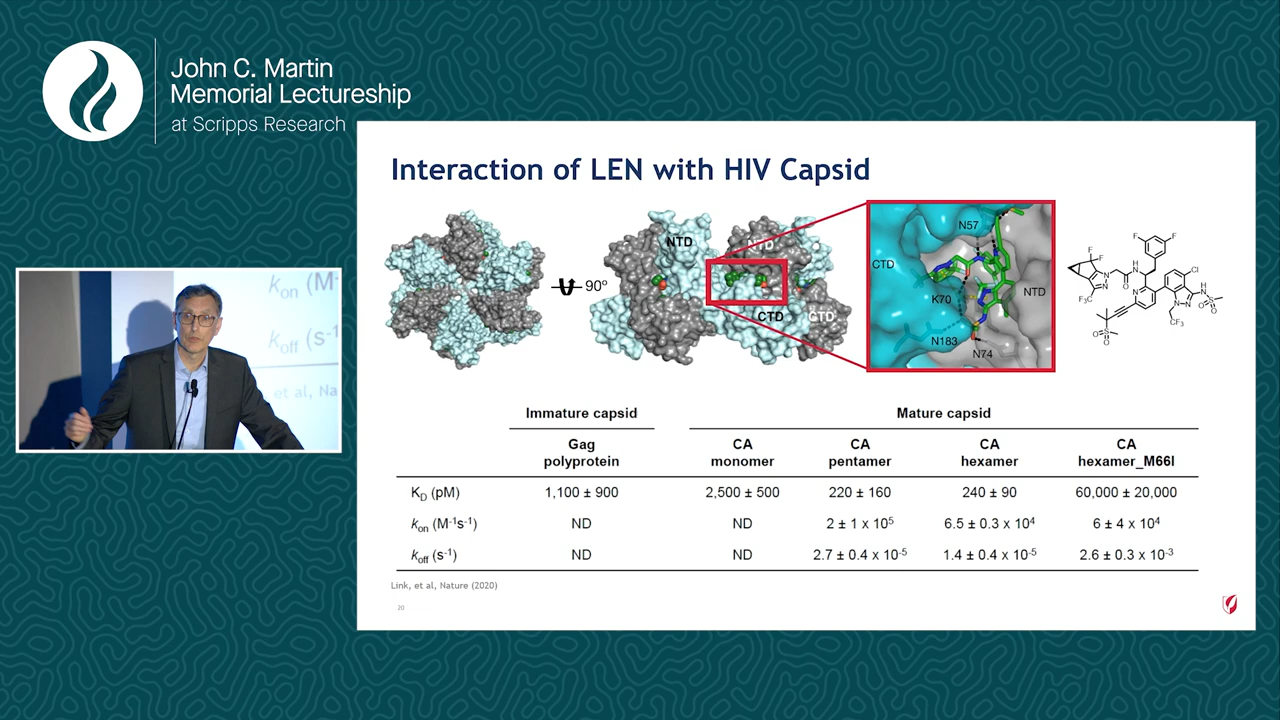 John C. Martin
Memorial Lectureship
at Scripps Research
Interaction of LEN with HIV Capsid
NTD
NTD
CTD
CTD
90°
N57
CTD
NTD
K70
N183
N74
F
F
F
F
F₃C
N
N
O
H
N
N
Cl
N
N
HN
S
O
O
CF₃
S
O
O
k_on (M
k_off (s⁻¹
et al, Na
Immature capsid Mature capsid
Gag polyprotein CA monomer CA pentamer CA hexamer CA hexamer_M66I
K_D (pM) 1,100 ± 900 2,500 ± 500 220 ± 160 240 ± 90 60,000 ± 20,000
k_on (M⁻¹s⁻¹) ND ND 2 ± 1 x 10⁵ 6.5 ± 0.3 x 10⁴ 6 ± 4 x 10⁴
k_off (s⁻¹) ND ND 2.7 ± 0.4 x 10⁻⁵ 1.4 ± 0.4 x 10⁻⁵ 2.6 ± 0.3 x 10⁻³
Link, et al, Nature (2020)
20